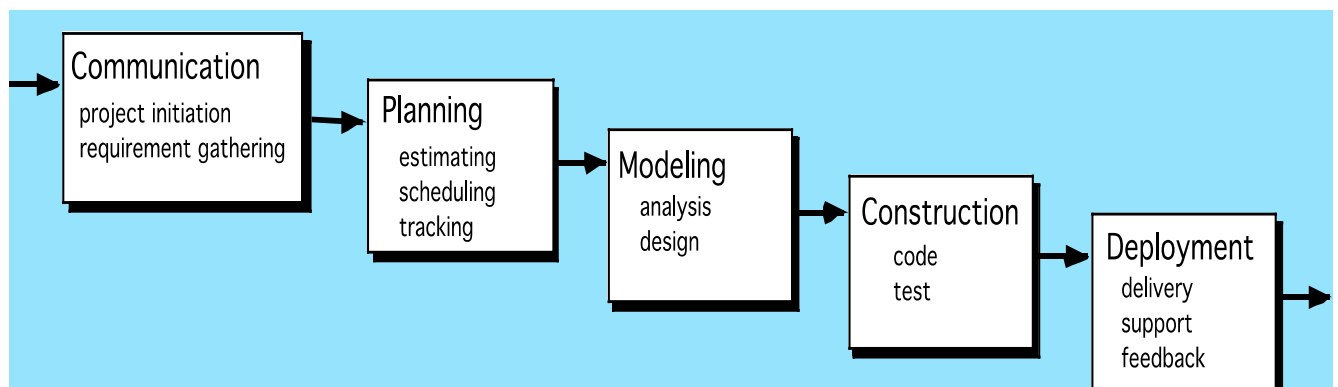 Communication
project initiation
requirement gathering
Planning
estimating
scheduling
tracking
Modeling
analysis
design
Construction
code
test
Deployment
delivery
support
feedback